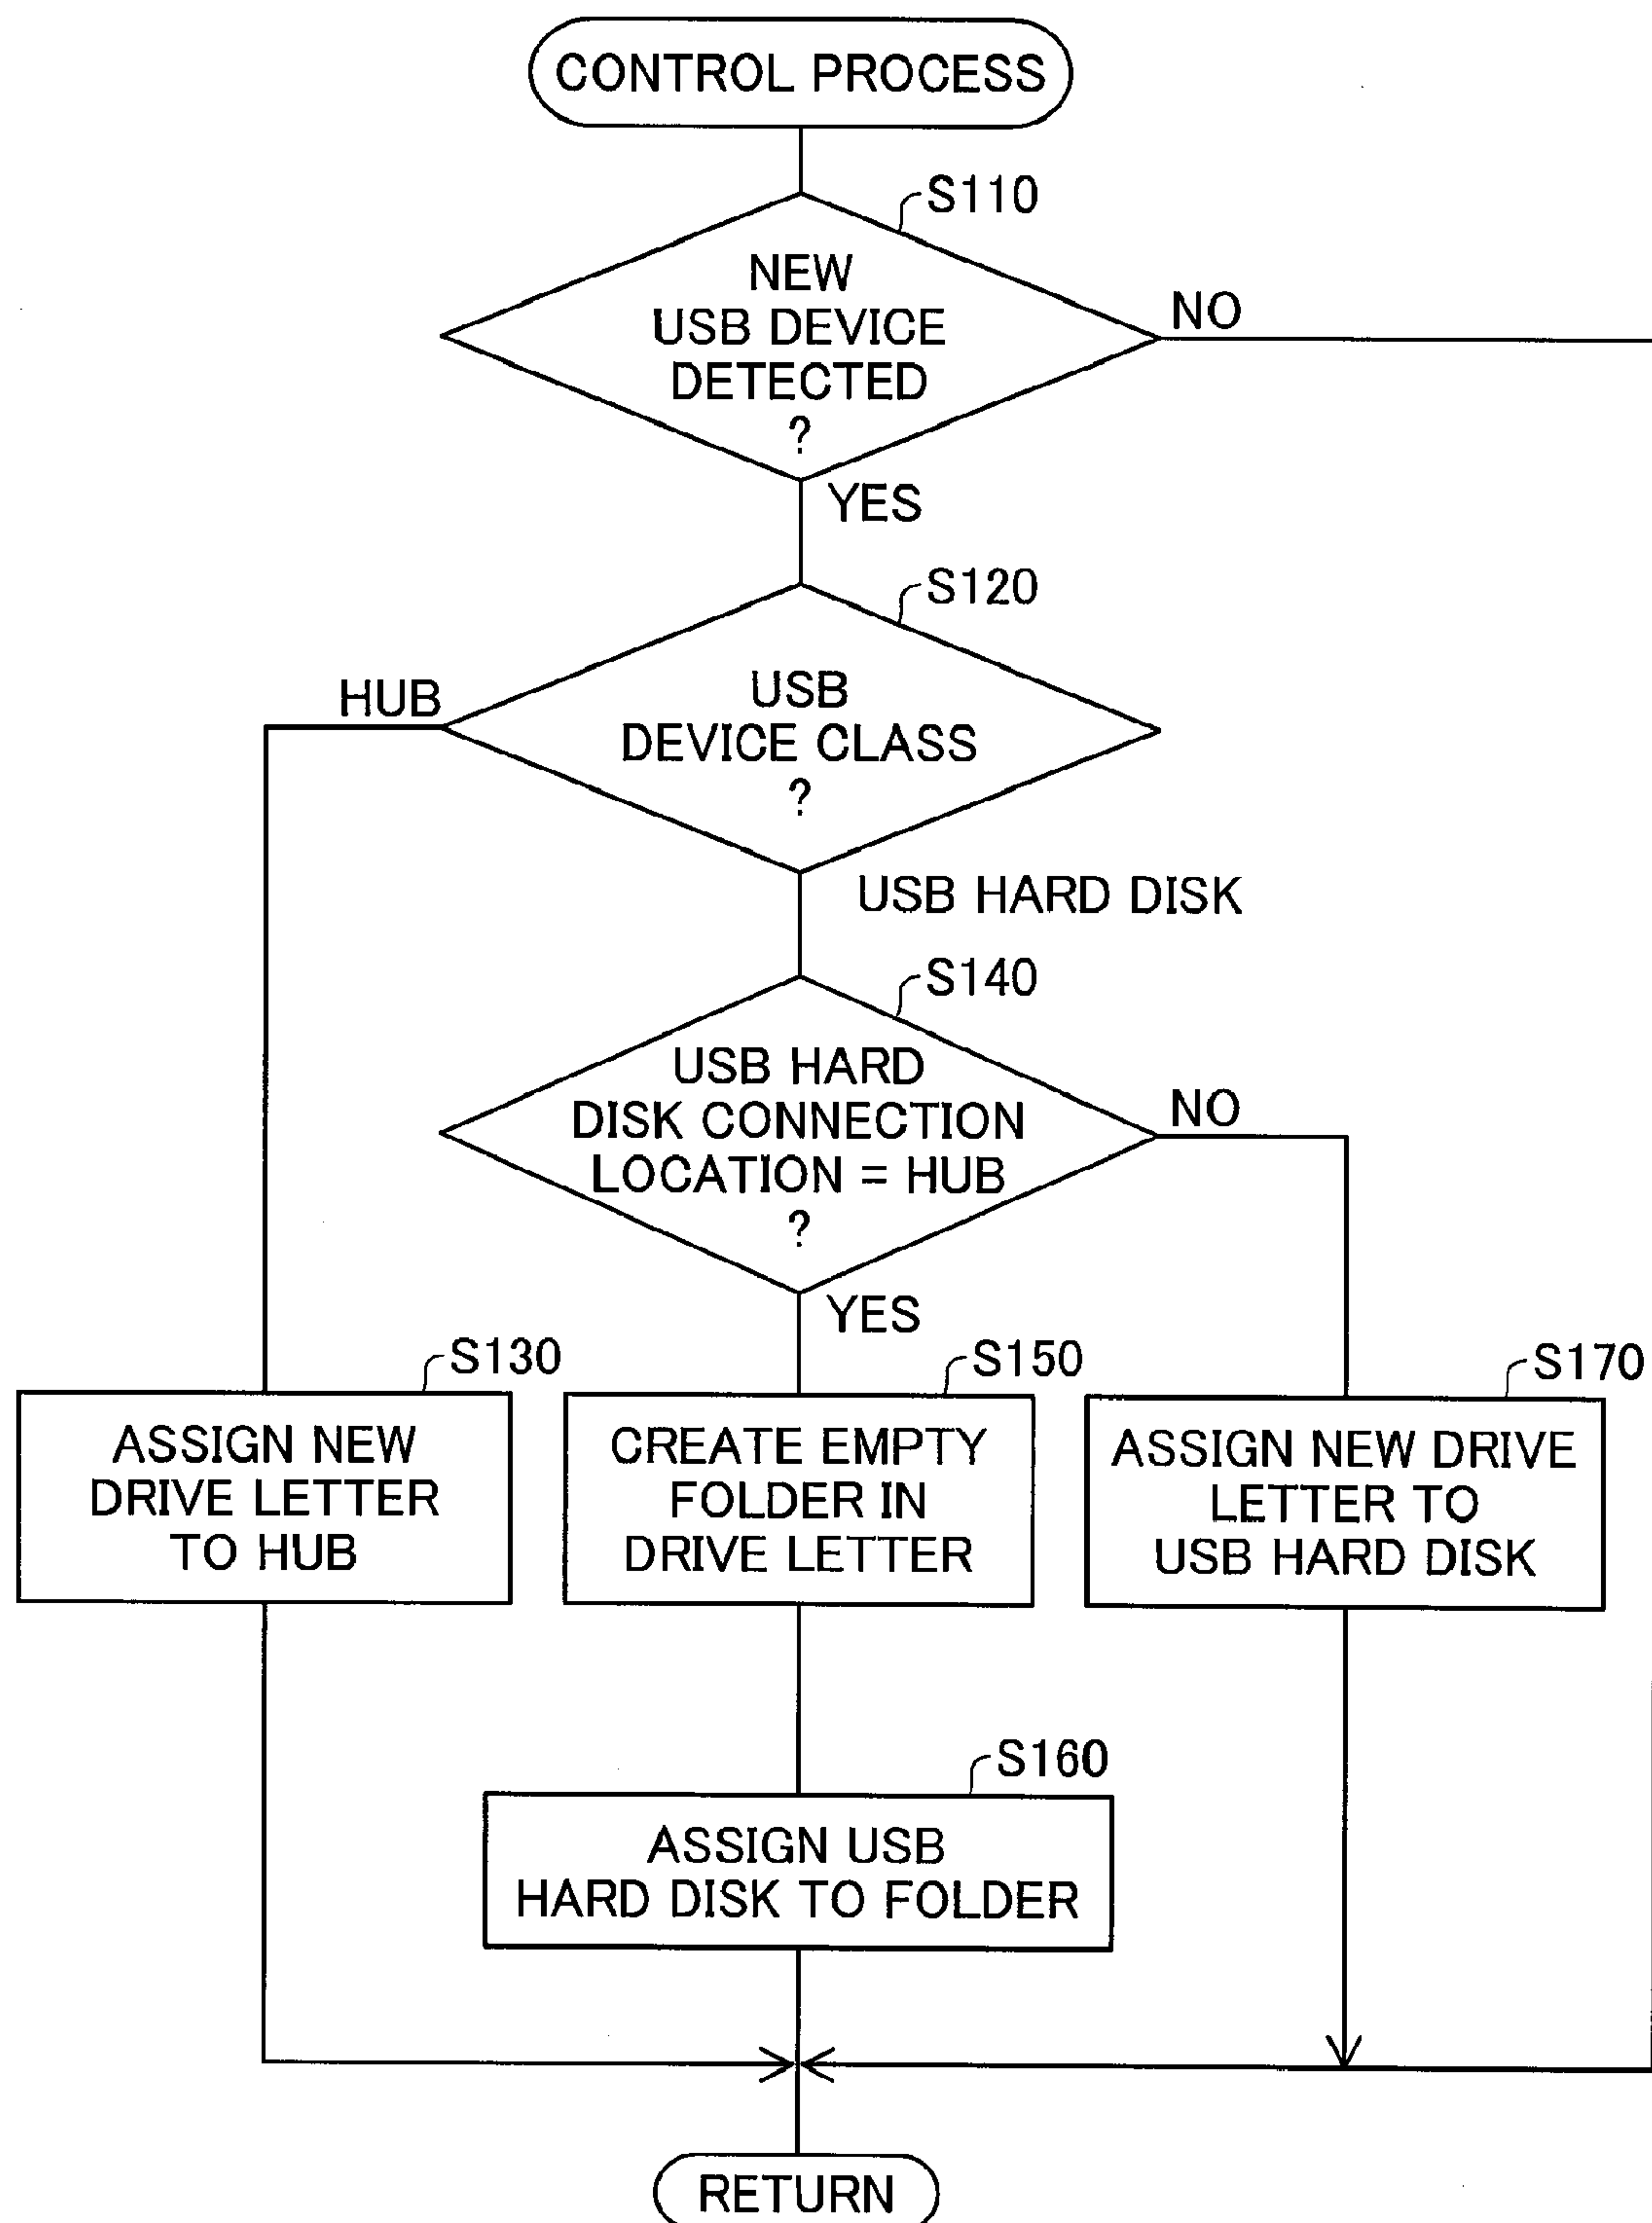 CONTROL PROCESS
S110
NEW
USB DEVICE
DETECTED
?
NO
YES
S120
HUB
USB
DEVICE CLASS
?
USB HARD DISK
S140
USB HARD
DISK CONNECTION
LOCATION = HUB
?
NO
YES
S130
ASSIGN NEW
DRIVE LETTER
TO HUB
S150
CREATE EMPTY
FOLDER IN
DRIVE LETTER
S170
ASSIGN NEW DRIVE
LETTER TO
USB HARD DISK
S160
ASSIGN USB
HARD DISK TO FOLDER
RETURN